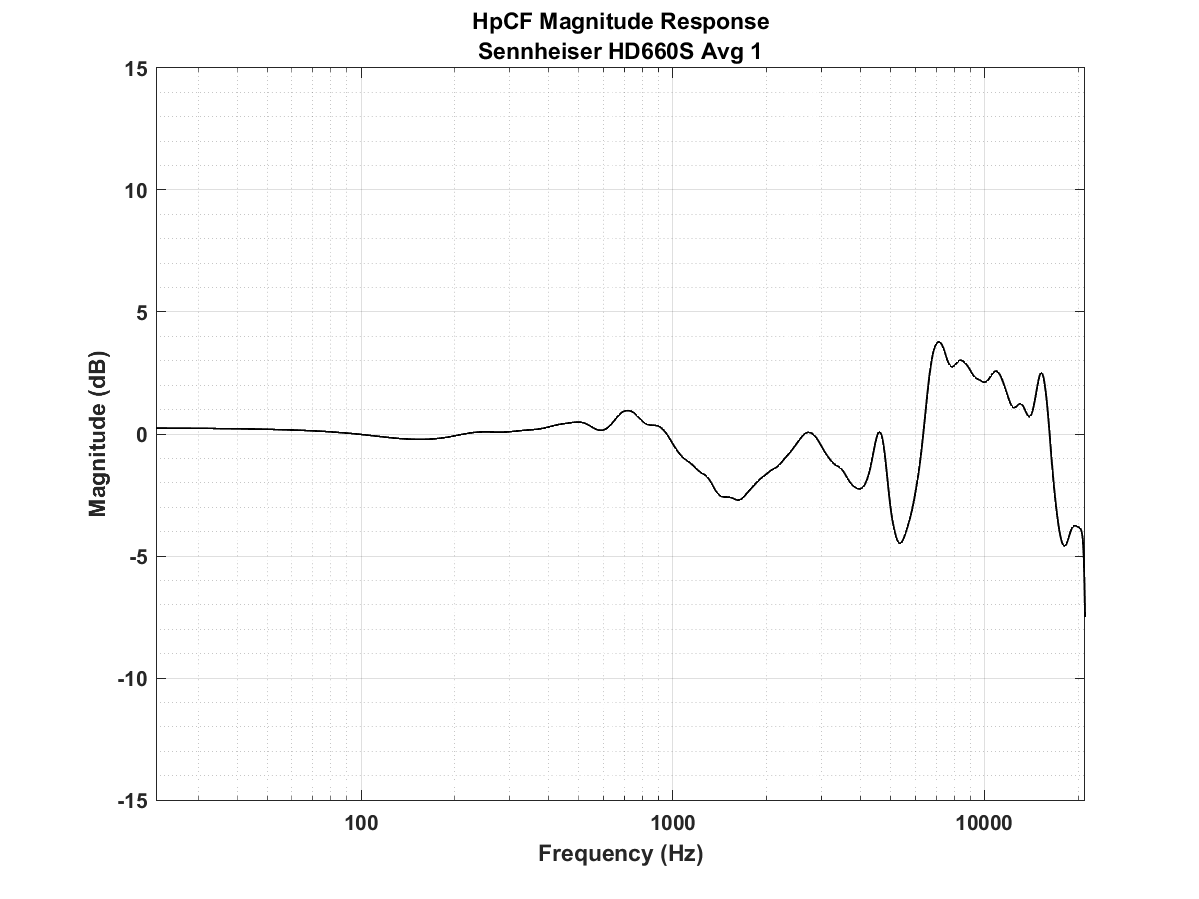 HpCF Magnitude Response
Sennheiser HD660S Avg 1
15
10
5
0
-5
-10
-15
Magnitude (dB)
100
1000
10000
Frequency (Hz)